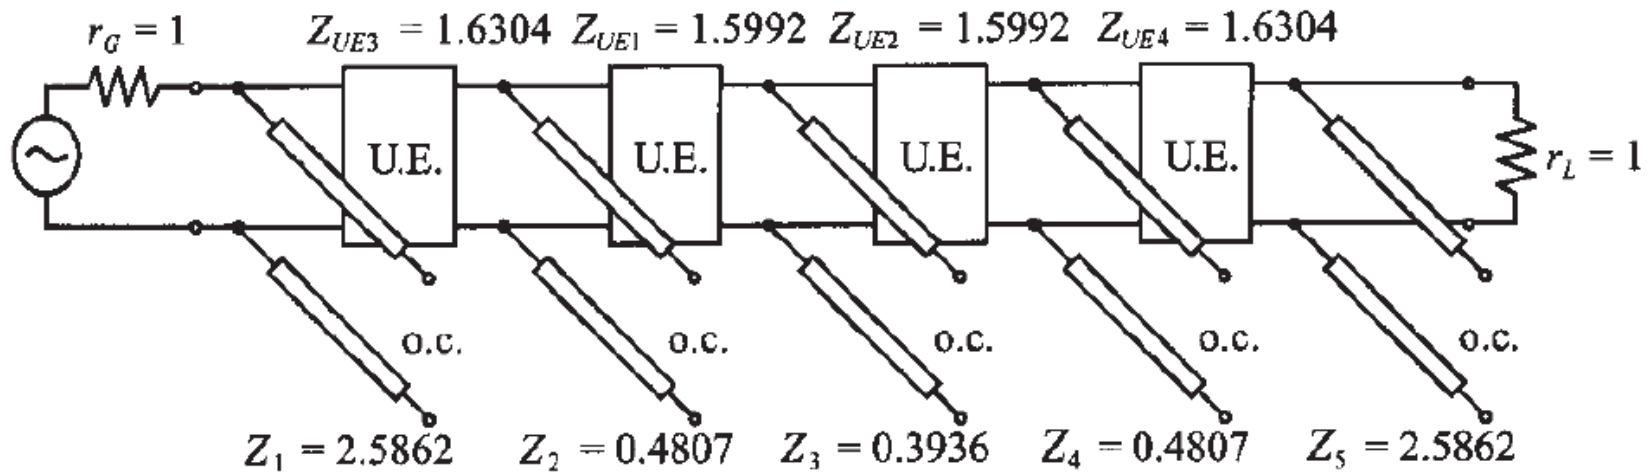 r_G = 1 Z_UE3 = 1.6304 Z_UE1 = 1.5992 Z_UE2 = 1.5992 Z_UE4 = 1.6304
U.E. U.E. U.E. U.E. r_L = 1
o.c. o.c. o.c. o.c. o.c.
Z_1 = 2.5862 Z_2 = 0.4807 Z_3 = 0.3936 Z_4 = 0.4807 Z_5 = 2.5862